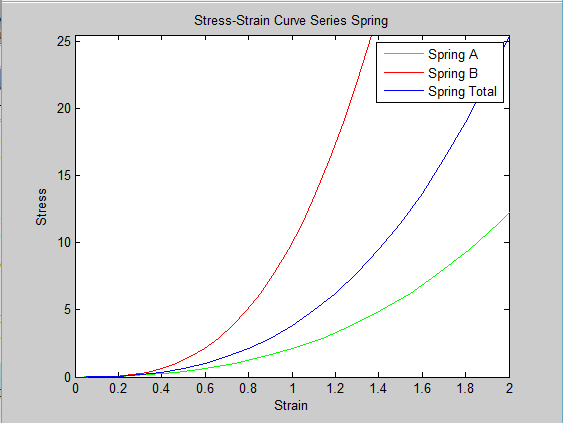 Stress-Strain Curve Series Spring
Spring A
Spring B
Spring Total
25
20
15
10
5
0
Stress
0 0.2 0.4 0.6 0.8 1 1.2 1.4 1.6 1.8 2
Strain